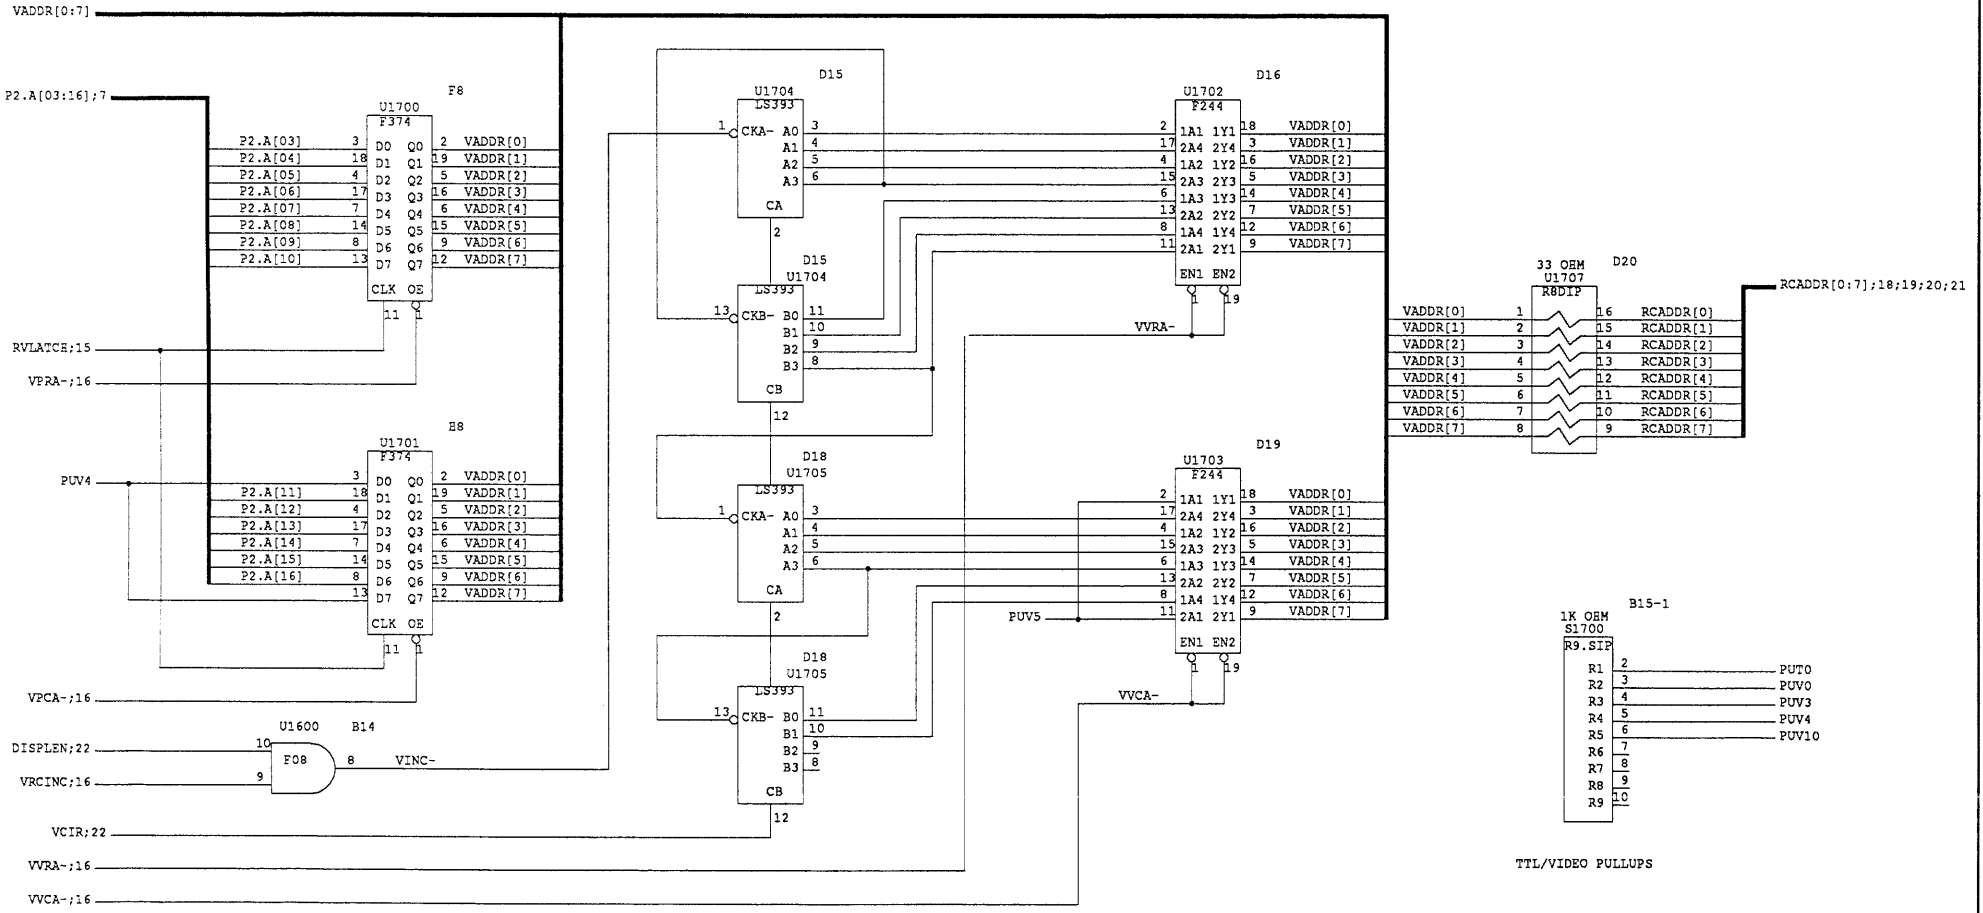 VADDR[0:7]
P2.A[03:16];7
F8
U1700
F374
P2.A[03] 3 D0 Q0 2 VADDR[0]
P2.A[04] 18 D1 Q1 19 VADDR[1]
P2.A[05] 4 D2 Q2 5 VADDR[2]
P2.A[06] 17 D3 Q3 16 VADDR[3]
P2.A[07] 7 D4 Q4 6 VADDR[4]
P2.A[08] 14 D5 Q5 15 VADDR[5]
P2.A[09] 8 D6 Q6 9 VADDR[6]
P2.A[10] 13 D7 Q7 12 VADDR[7]
CLK OE
11 1
RVLATCH;15
VPRA-;16
E8
U1701
F374
PUV4
3 D0 Q0 2 VADDR[0]
P2.A[11] 18 D1 Q1 19 VADDR[1]
P2.A[12] 4 D2 Q2 5 VADDR[2]
P2.A[13] 17 D3 Q3 16 VADDR[3]
P2.A[14] 7 D4 Q4 6 VADDR[4]
P2.A[15] 14 D5 Q5 15 VADDR[5]
P2.A[16] 8 D6 Q6 9 VADDR[6]
13 D7 Q7 12 VADDR[7]
CLK OE
11 1
VPCA-;16
U1600 B14
DISPLEN;22
10
F08 8 VINC-
9
VRCINC;16
VCIR;22
VVRA-;16
VVCA-;16
D15
U1704
LS393
1 CKA- A0 3
A1 4
A2 5
A3 6
CA
2
D15
U1704
LS393
13 CKB- B0 11
B1 10
B2 9
B3 8
CB
12
D18
U1705
LS393
1 CKA- A0 3
A1 4
A2 5
A3 6
CA
2
D18
U1705
LS393
13 CKB- B0 11
B1 10
B2 9
B3 8
CB
12
D16
U1702
F244
2 1A1 1Y1 18 VADDR[0]
17 2A4 2Y4 3 VADDR[1]
4 1A2 1Y2 16 VADDR[2]
15 2A3 2Y3 5 VADDR[3]
6 1A3 1Y3 14 VADDR[4]
13 2A2 2Y2 7 VADDR[5]
8 1A4 1Y4 12 VADDR[6]
11 2A1 2Y1 9 VADDR[7]
EN1 EN2
1 19
VVRA-
D19
U1703
F244
2 1A1 1Y1 18 VADDR[0]
17 2A4 2Y4 3 VADDR[1]
4 1A2 1Y2 16 VADDR[2]
15 2A3 2Y3 5 VADDR[3]
6 1A3 1Y3 14 VADDR[4]
13 2A2 2Y2 7 VADDR[5]
8 1A4 1Y4 12 VADDR[6]
PUV5 11 2A1 2Y1 9 VADDR[7]
EN1 EN2
1 19
VVCA-
33 OHM D20
U1707
R8DIP
RCADDR[0:7];18;19;20;21
VADDR[0] 1 16 RCADDR[0]
VADDR[1] 2 15 RCADDR[1]
VADDR[2] 3 14 RCADDR[2]
VADDR[3] 4 13 RCADDR[3]
VADDR[4] 5 12 RCADDR[4]
VADDR[5] 6 11 RCADDR[5]
VADDR[6] 7 10 RCADDR[6]
VADDR[7] 8 9 RCADDR[7]
B15-1
1K OHM
S1700
R9.SIP
R1 2 PUT0
R2 3 PUV0
R3 4 PUV3
R4 5 PUV4
R5 6 PUV10
R6 7
R7 8
R8 9
R9 10
TTL/VIDEO PULLUPS